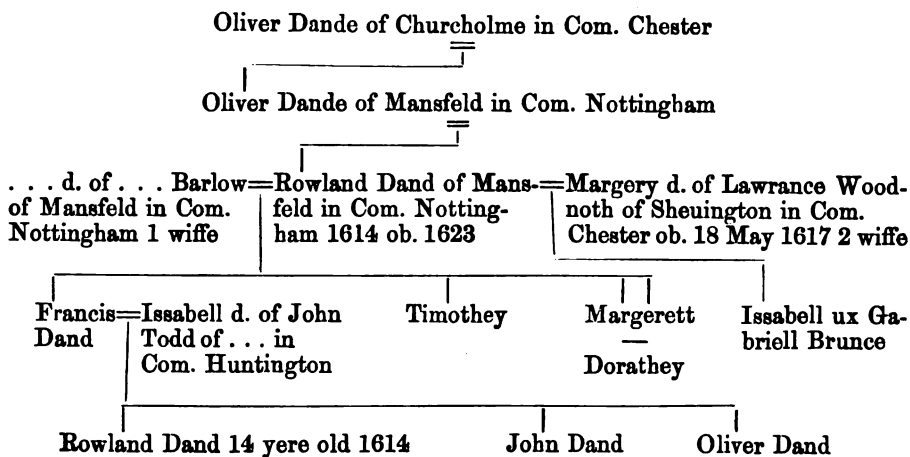 Oliver Dande of Churcholme in Com. Chester
Oliver Dande of Mansfeld in Com. Nottingham
. . . d. of . . . Barlow=Rowland Dand of Mans-=Margery d. of Lawrance Wood-
of Mansfeld in Com. feld in Com. Notting- noth of Sheuington in Com.
Nottingham 1 wiffe ham 1614 ob. 1623 Chester ob. 18 May 1617 2 wiffe
Francis=Issabell d. of John Timothey Margerett Issabell ux Ga-
Dand Todd of . . . in — briell Brunce
Com. Huntington Dorathey
Rowland Dand 14 yere old 1614 John Dand Oliver Dand